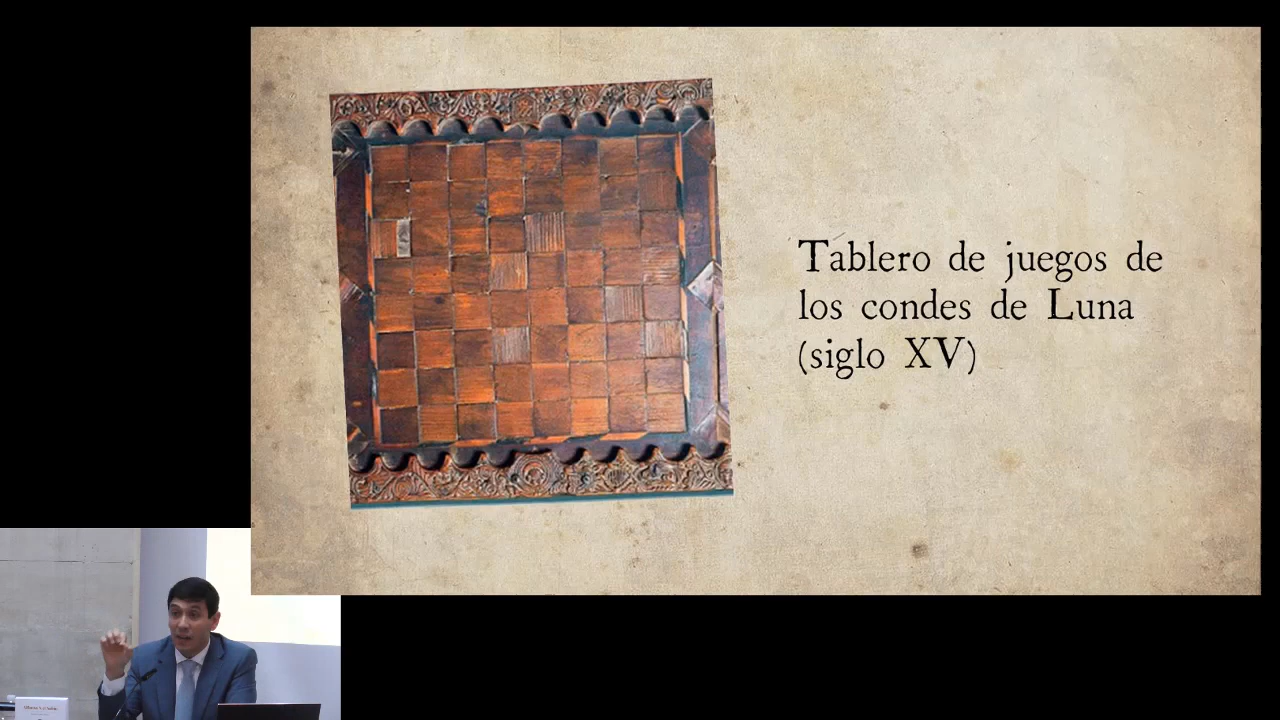 Tablero de juegos de
los condes de Luna
(siglo XV)